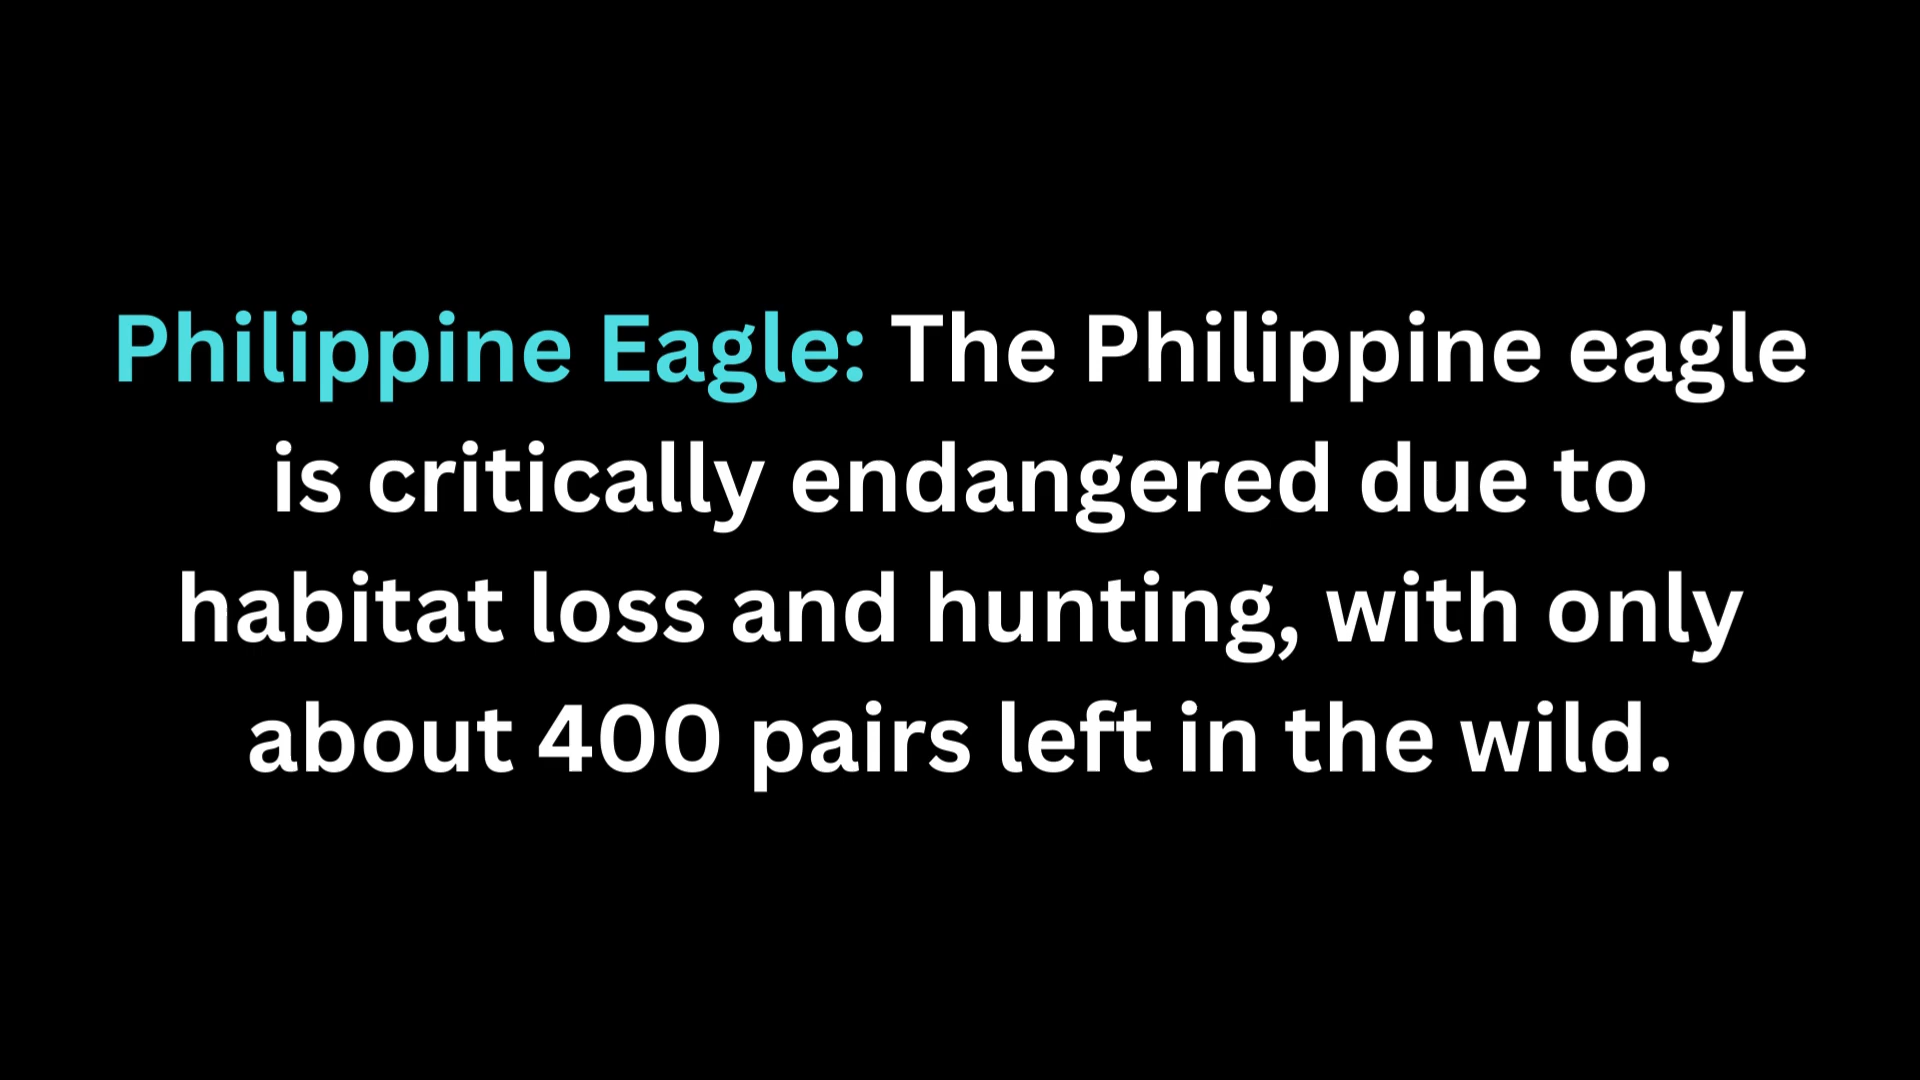 Philippine Eagle: The Philippine eagle
is critically endangered due to
habitat loss and hunting, with only
about 400 pairs left in the wild.